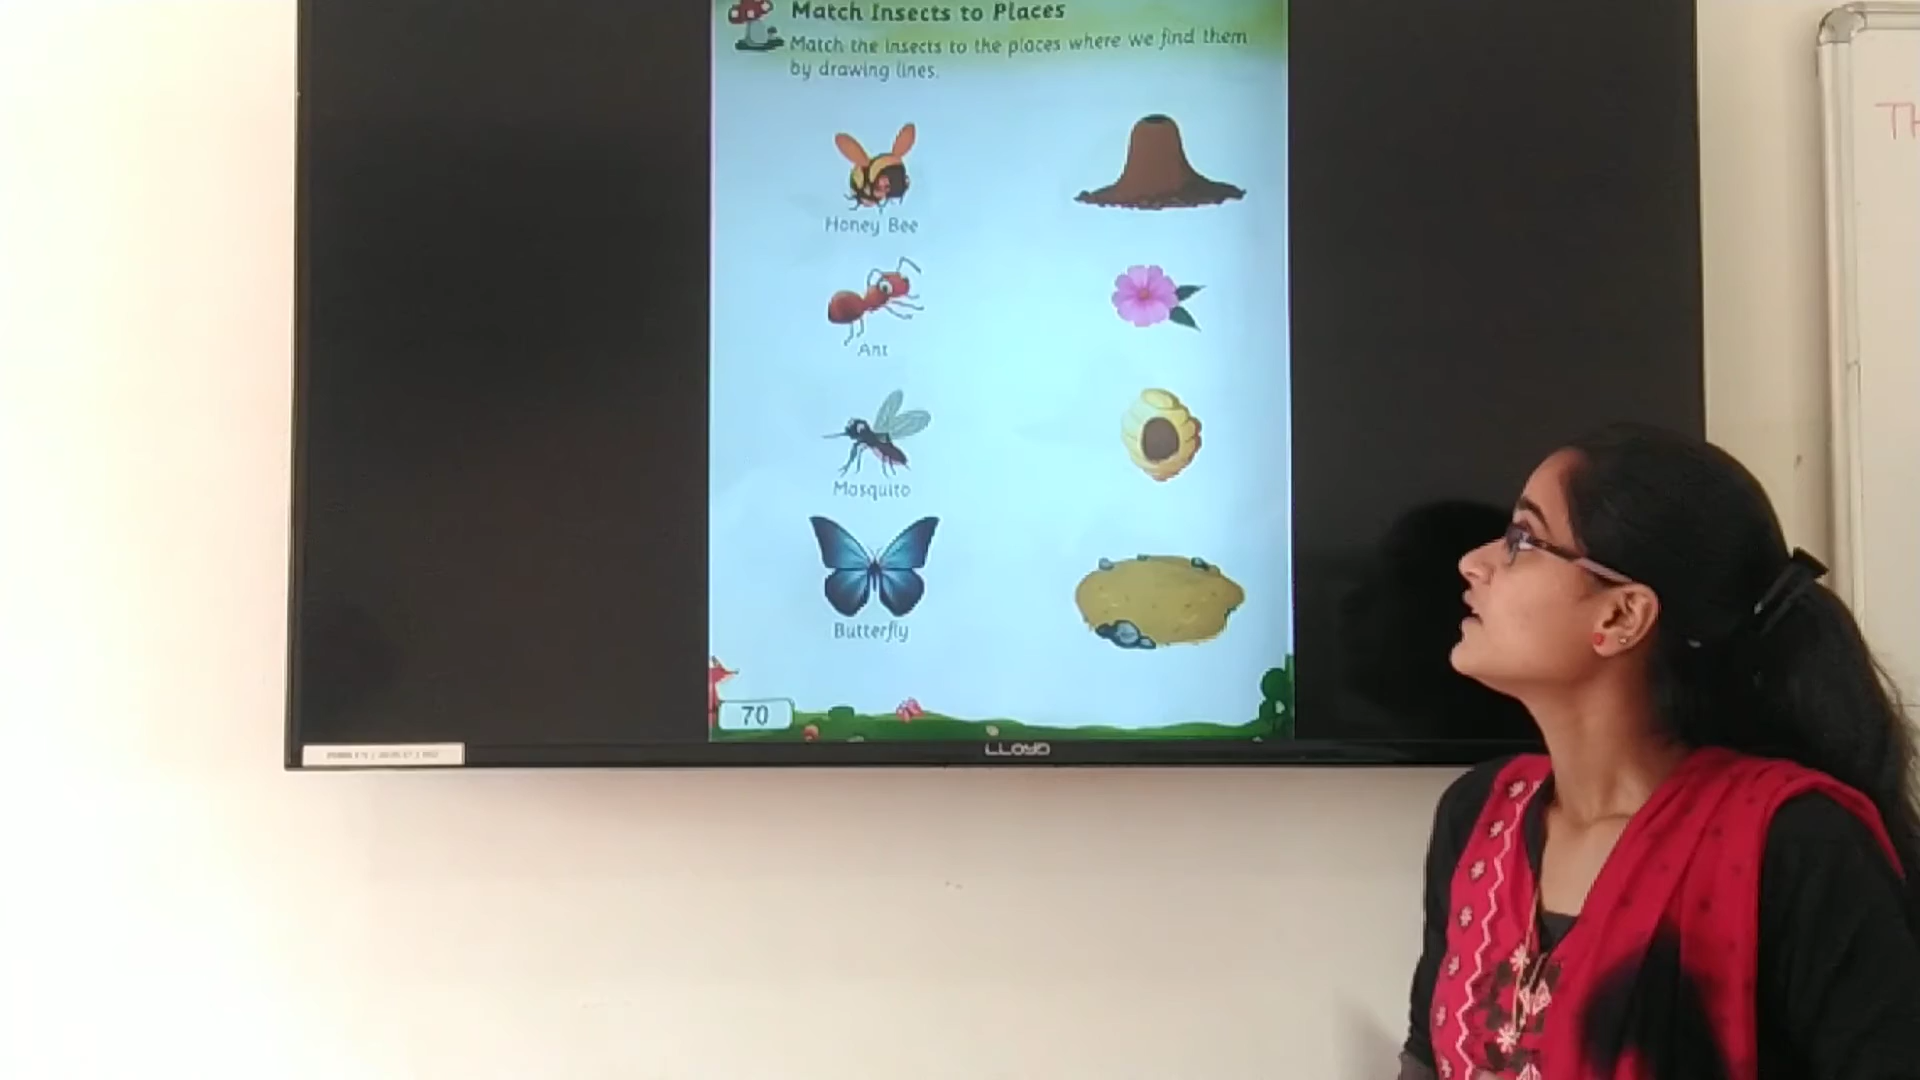 Match Insects to Places
Match the insects to the places where we find them
by drawing lines.
Honey Bee
Ant
Mosquito
Butterfly
70
LLOYD
TH